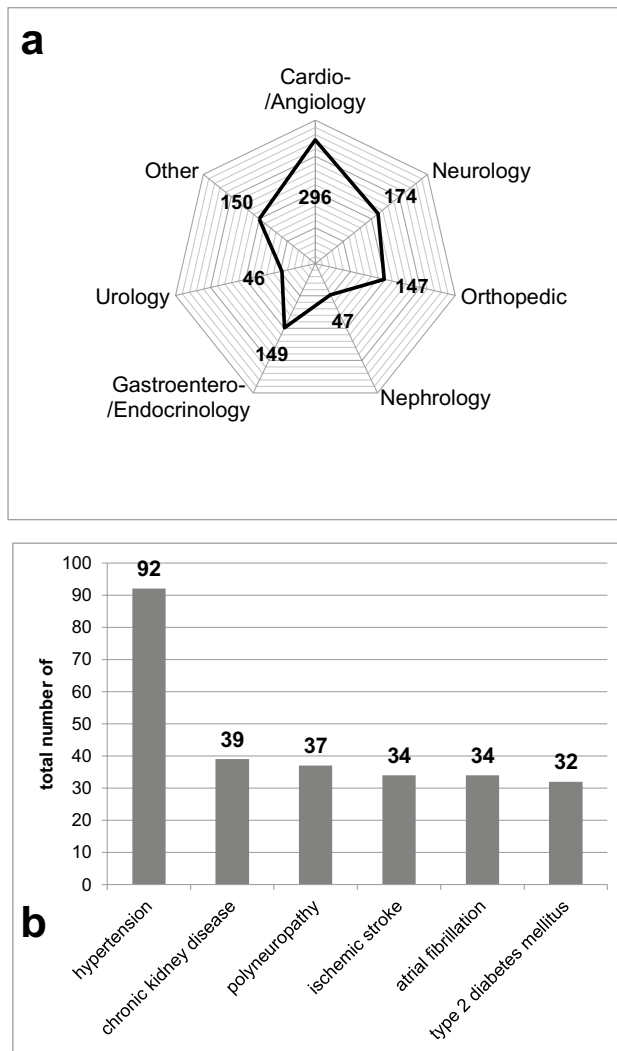 a
Cardio-
/Angiology
Other
Neurology
150
296
174
46
147
Urology
Orthopedic
47
149
Gastroentero-
/Endocrinology
Nephrology
100
90
80
70
60
50
40
30
20
10
0
total number of
92
39
37
34
34
32
b
hypertension
chronic kidney disease
polyneuropathy
ischemic stroke
atrial fibrillation
type 2 diabetes mellitus